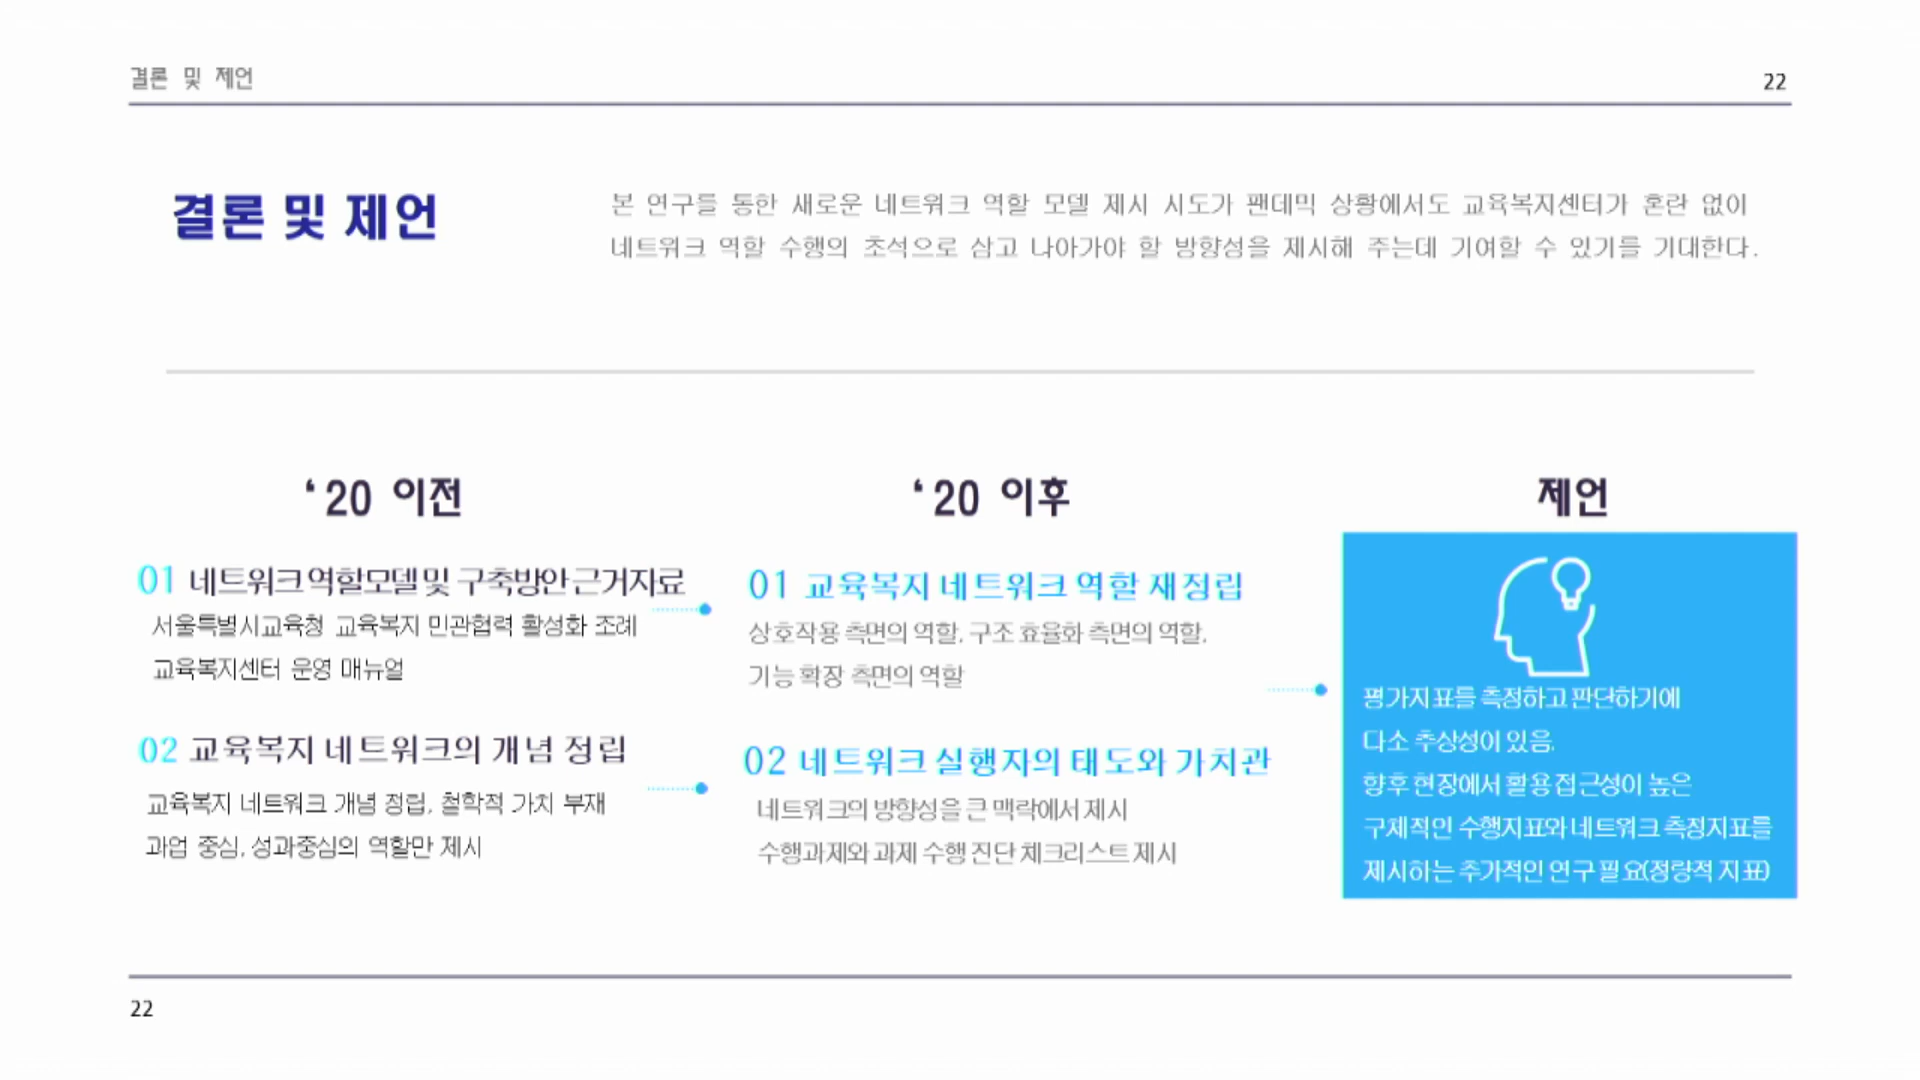 결론 및 제언
22
결론 및 제언
본 연구를 통한 새로운 네트워크 역할 모델 제시 시도가 팬데믹 상황에서도 교육복지센터가 혼란 없이
네트워크 역할 수행의 초석으로 삼고 나아가야 할 방향성을 제시해 주는데 기여할 수 있기를 기대한다.
‘20 이전
01 네트워크역할모델 및 구축방안 근거자료
서울특별시교육청 교육복지 민관협력 활성화 조례
교육복지센터 운영 매뉴얼
02 교육복지 네트워크의 개념 정립
교육복지 네트워크 개념 정립, 철학적 가치 부재
과업 중심, 성과중심의 역할만 제시
‘20 이후
01 교육복지 네트워크 역할 재정립
상호작용 측면의 역할, 구조 효율화 측면의 역할,
기능 확장 측면의 역할
02 네트워크 실행자의 태도와 가치관
네트워크의 방향성을 큰 맥락에서 제시
수행과제와 과제 수행 진단 체크리스트 제시
제언
평가지표를 측정하고 판단하기에
다소 추상성이 있음.
향후 현장에서 활용 접근성이 높은
구체적인 수행지표와 네트워크 측정지표를
제시하는 추가적인 연구 필요(정량적 지표)
22